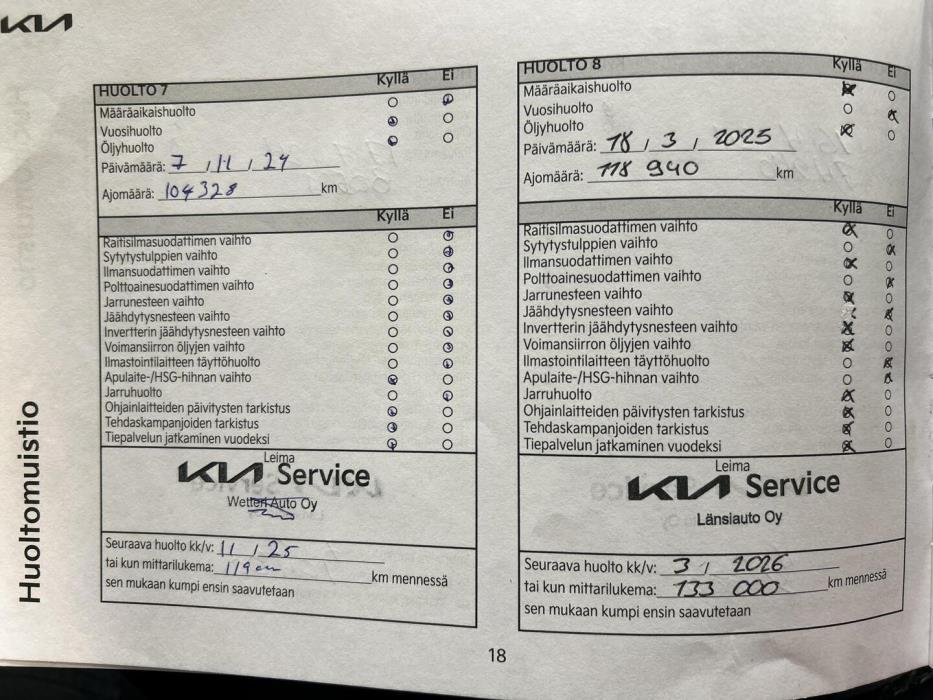 KIA
HUOLTO 7 Kyllä Ei
Määräaikaishuolto
Vuosihuolto
Öljyhuolto
Päivämäärä: 7 / 11 / 24
Ajomäärä: 104328 km
Kyllä Ei
Raitisilmasuodattimen vaihto
Sytytystulppien vaihto
Ilmansuodattimen vaihto
Polttoainesuodattimen vaihto
Jarrunesteen vaihto
Jäähdytysnesteen vaihto
Invertterin jäähdytysnesteen vaihto
Voimansiirron öljyjen vaihto
Ilmastointilaitteen täyttöhuolto
Apulaite-/HSG-hihnan vaihto
Jarruhuolto
Ohjainlaitteiden päivitysten tarkistus
Tehdaskampanjoiden tarkistus
Tiepalvelun jatkaminen vuodeksi
Leima
KIA Service
Wetteri Auto Oy
Seuraava huolto kk/v: 11 / 25
tai kun mittarilukema: km mennessä
sen mukaan kumpi ensin saavutetaan
HUOLTO 8 Kyllä Ei
Määräaikaishuolto
Vuosihuolto
Öljyhuolto
Päivämäärä: 18 / 3 / 2025
Ajomäärä: 118 940 km
Kyllä Ei
Raitisilmasuodattimen vaihto
Sytytystulppien vaihto
Ilmansuodattimen vaihto
Polttoainesuodattimen vaihto
Jarrunesteen vaihto
Jäähdytysnesteen vaihto
Invertterin jäähdytysnesteen vaihto
Voimansiirron öljyjen vaihto
Ilmastointilaitteen täyttöhuolto
Apulaite-/HSG-hihnan vaihto
Jarruhuolto
Ohjainlaitteiden päivitysten tarkistus
Tehdaskampanjoiden tarkistus
Tiepalvelun jatkaminen vuodeksi
Leima
KIA Service
Länsiauto Oy
Seuraava huolto kk/v: 3 / 2026
tai kun mittarilukema: 133 000 km mennessä
sen mukaan kumpi ensin saavutetaan
Huoltomuistio
18